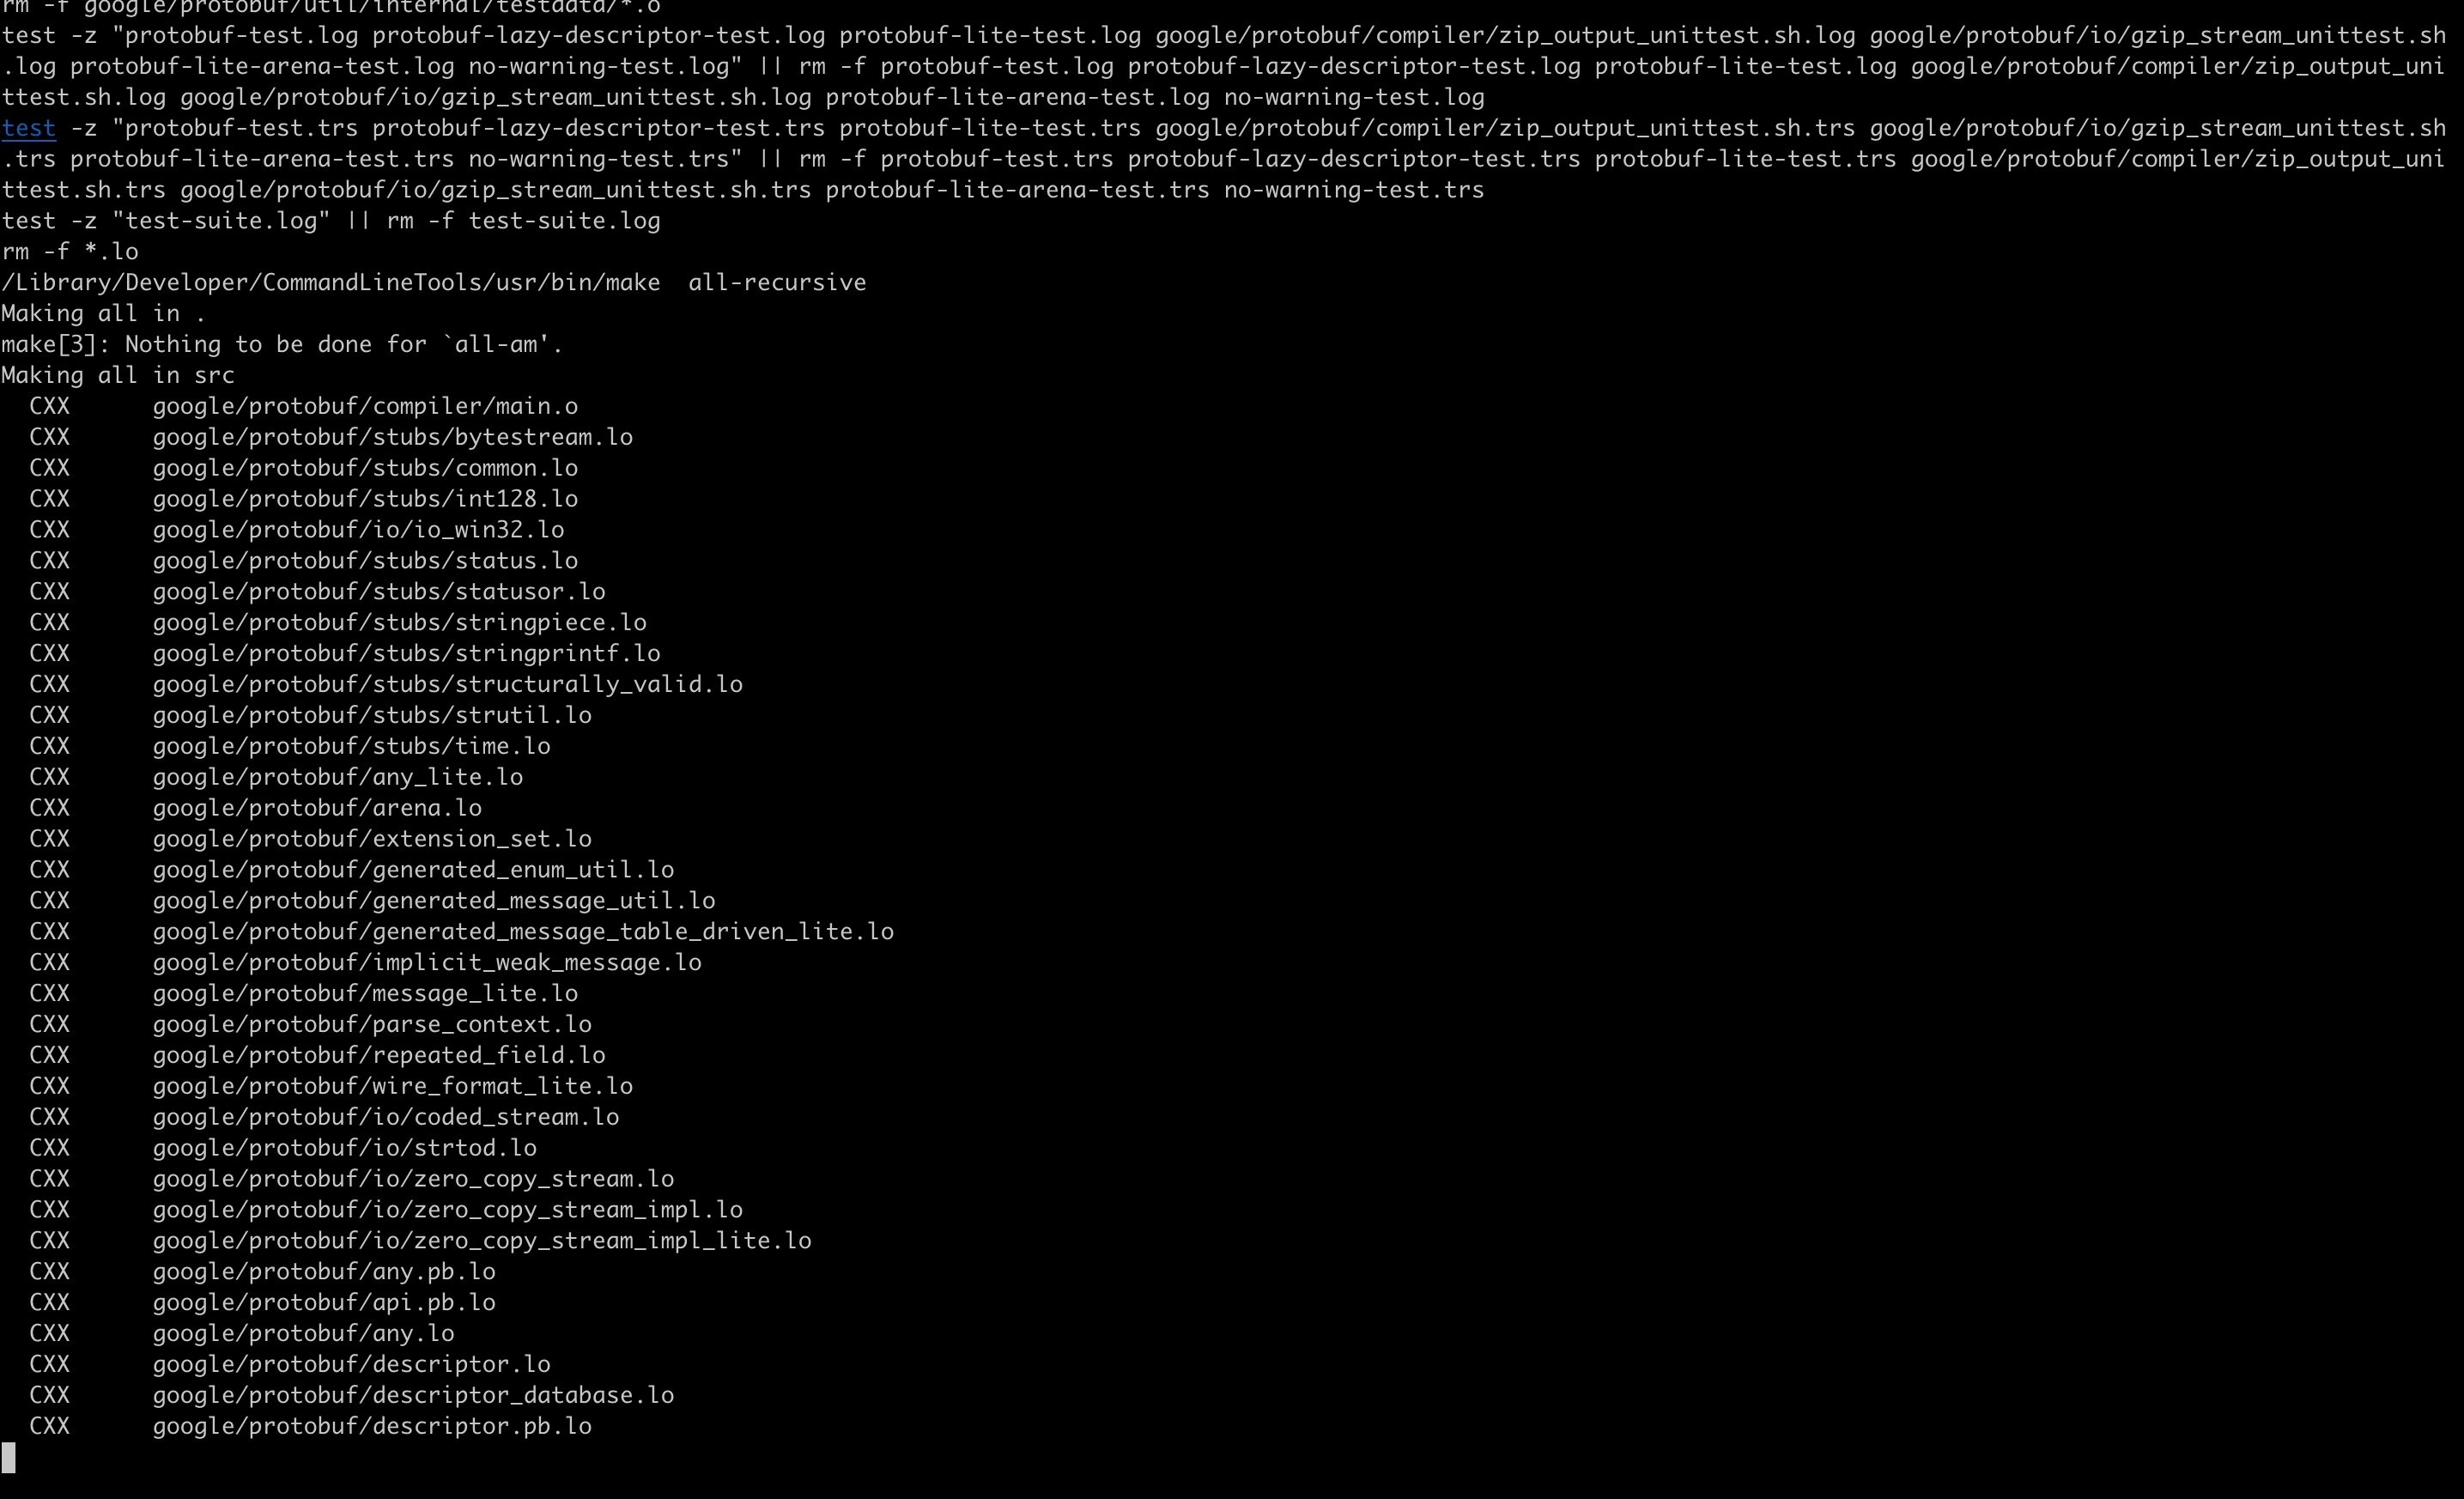 rm -f google/protobuf/util/internal/testdata/*.o
test -z "protobuf-test.log protobuf-lazy-descriptor-test.log protobuf-lite-test.log google/protobuf/compiler/zip_output_unittest.sh.log google/protobuf/io/gzip_stream_unittest.sh
.log protobuf-lite-arena-test.log no-warning-test.log" || rm -f protobuf-test.log protobuf-lazy-descriptor-test.log protobuf-lite-test.log google/protobuf/compiler/zip_output_uni
ttest.sh.log google/protobuf/io/gzip_stream_unittest.sh.log protobuf-lite-arena-test.log no-warning-test.log
test -z "protobuf-test.trs protobuf-lazy-descriptor-test.trs protobuf-lite-test.trs google/protobuf/compiler/zip_output_unittest.sh.trs google/protobuf/io/gzip_stream_unittest.sh
.trs protobuf-lite-arena-test.trs no-warning-test.trs" || rm -f protobuf-test.trs protobuf-lazy-descriptor-test.trs protobuf-lite-test.trs google/protobuf/compiler/zip_output_uni
ttest.sh.trs google/protobuf/io/gzip_stream_unittest.sh.trs protobuf-lite-arena-test.trs no-warning-test.trs
test -z "test-suite.log" || rm -f test-suite.log
rm -f *.lo
/Library/Developer/CommandLineTools/usr/bin/make  all-recursive
Making all in .
make[3]: Nothing to be done for `all-am'.
Making all in src
  CXX      google/protobuf/compiler/main.o
  CXX      google/protobuf/stubs/bytestream.lo
  CXX      google/protobuf/stubs/common.lo
  CXX      google/protobuf/stubs/int128.lo
  CXX      google/protobuf/io/io_win32.lo
  CXX      google/protobuf/stubs/status.lo
  CXX      google/protobuf/stubs/statusor.lo
  CXX      google/protobuf/stubs/stringpiece.lo
  CXX      google/protobuf/stubs/stringprintf.lo
  CXX      google/protobuf/stubs/structurally_valid.lo
  CXX      google/protobuf/stubs/strutil.lo
  CXX      google/protobuf/stubs/time.lo
  CXX      google/protobuf/any_lite.lo
  CXX      google/protobuf/arena.lo
  CXX      google/protobuf/extension_set.lo
  CXX      google/protobuf/generated_enum_util.lo
  CXX      google/protobuf/generated_message_util.lo
  CXX      google/protobuf/generated_message_table_driven_lite.lo
  CXX      google/protobuf/implicit_weak_message.lo
  CXX      google/protobuf/message_lite.lo
  CXX      google/protobuf/parse_context.lo
  CXX      google/protobuf/repeated_field.lo
  CXX      google/protobuf/wire_format_lite.lo
  CXX      google/protobuf/io/coded_stream.lo
  CXX      google/protobuf/io/strtod.lo
  CXX      google/protobuf/io/zero_copy_stream.lo
  CXX      google/protobuf/io/zero_copy_stream_impl.lo
  CXX      google/protobuf/io/zero_copy_stream_impl_lite.lo
  CXX      google/protobuf/any.pb.lo
  CXX      google/protobuf/api.pb.lo
  CXX      google/protobuf/any.lo
  CXX      google/protobuf/descriptor.lo
  CXX      google/protobuf/descriptor_database.lo
  CXX      google/protobuf/descriptor.pb.lo